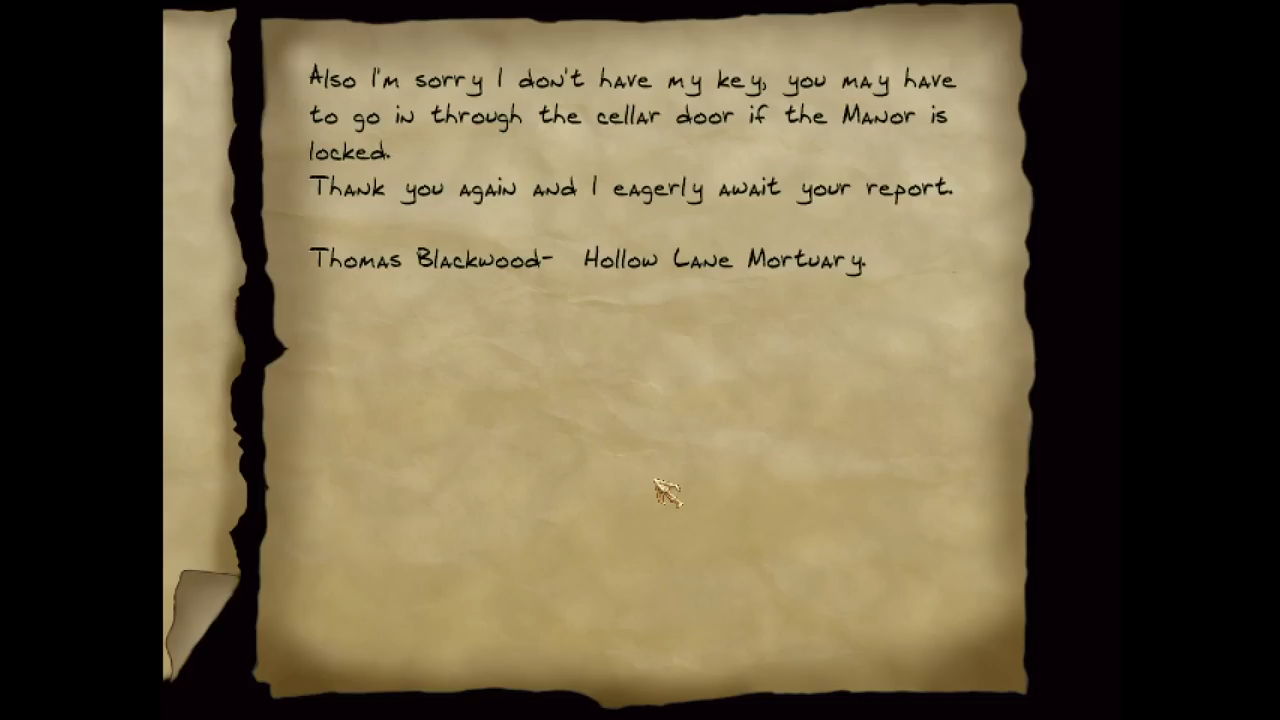 Also I'm sorry I don't have my key, you may have
to go in through the cellar door if the Manor is
locked.
Thank you again and I eagerly await your report.
Thomas Blackwood- Hollow Lane Mortuary.